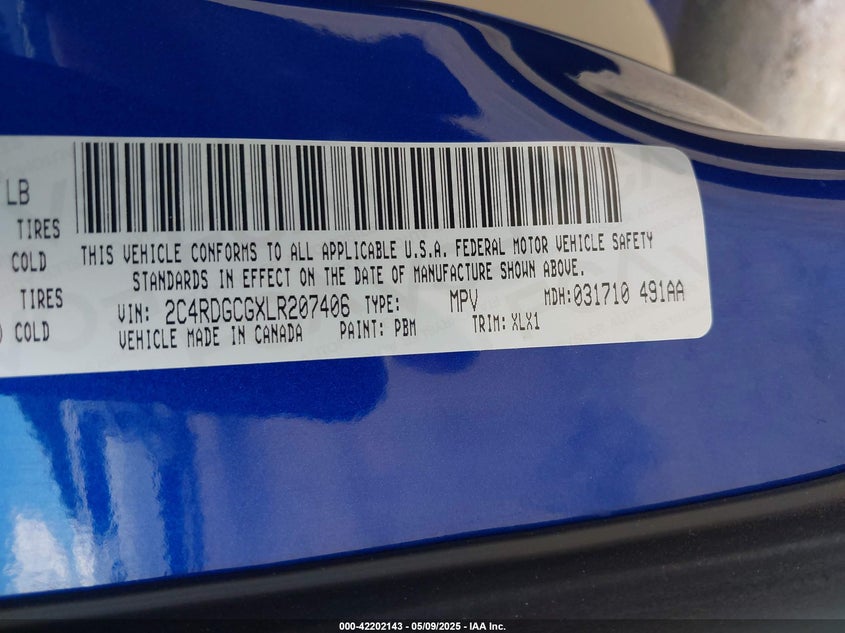 LB
TIRES
COLD
TIRES
COLD
THIS VEHICLE CONFORMS TO ALL APPLICABLE U.S.A. FEDERAL MOTOR VEHICLE SAFETY
STANDARDS IN EFFECT ON THE DATE OF MANUFACTURE SHOWN ABOVE.
VIN: 2C4RDGCGXLR207406 TYPE: MPV MDH:031710 491AA
VEHICLE MADE IN CANADA PAINT: PBM TRIM: XLX1
000-42202143 - 05/09/2025 - IAA Inc.